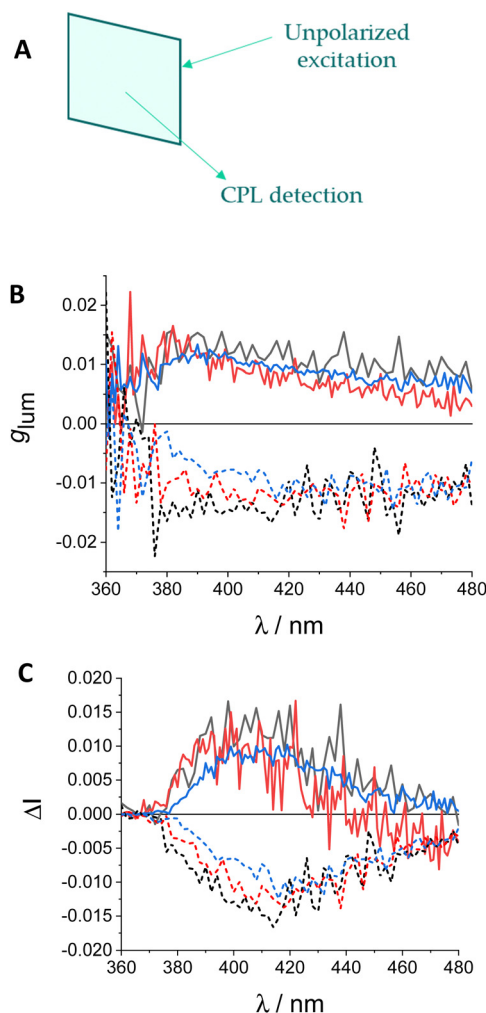 A
Unpolarized
excitation
CPL detection
B
0.02
0.01
0.00
-0.01
-0.02
g_lum
360 380 400 420 440 460 480
λ / nm
C
0.020
0.015
0.010
0.005
0.000
-0.005
-0.010
-0.015
-0.020
ΔI
360 380 400 420 440 460 480
λ / nm